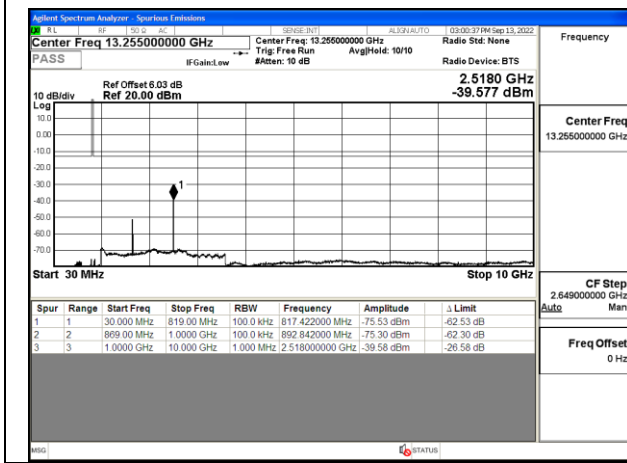 Agilent Spectrum Analyzer - Spurious Emissions
RL RF 50 Ω AC SENSE:INT ALIGN AUTO 03:00:37 PM Sep 13, 2022
Center Freq 13.255000000 GHz
Center Freq: 13.255000000 GHz
Radio Std: None
Trig: Free Run Avg|Hold: 10/10
PASS IFGain:Low #Atten: 10 dB Radio Device: BTS
Frequency
Ref Offset 6.03 dB
2.5180 GHz
10 dB/div Ref 20.00 dBm -39.577 dBm
Log
10.0
0.00
-10.0
-20.0
-30.0
-40.0
-50.0
-60.0
-70.0
1
Start 30 MHz Stop 10 GHz
Center Freq
13.255000000 GHz
CF Step
2.649000000 GHz
Auto Man
Freq Offset
0 Hz
Spur Range Start Freq Stop Freq RBW Frequency Amplitude Δ Limit
1 1 30.000 MHz 819.00 MHz 100.0 kHz 817.422000 MHz -75.53 dBm -62.53 dB
2 2 869.00 MHz 1.0000 GHz 100.0 kHz 892.842000 MHz -75.30 dBm -62.30 dB
3 3 1.0000 GHz 10.000 GHz 1.000 MHz 2.518000000 GHz -39.58 dBm -26.58 dB
MSG STATUS